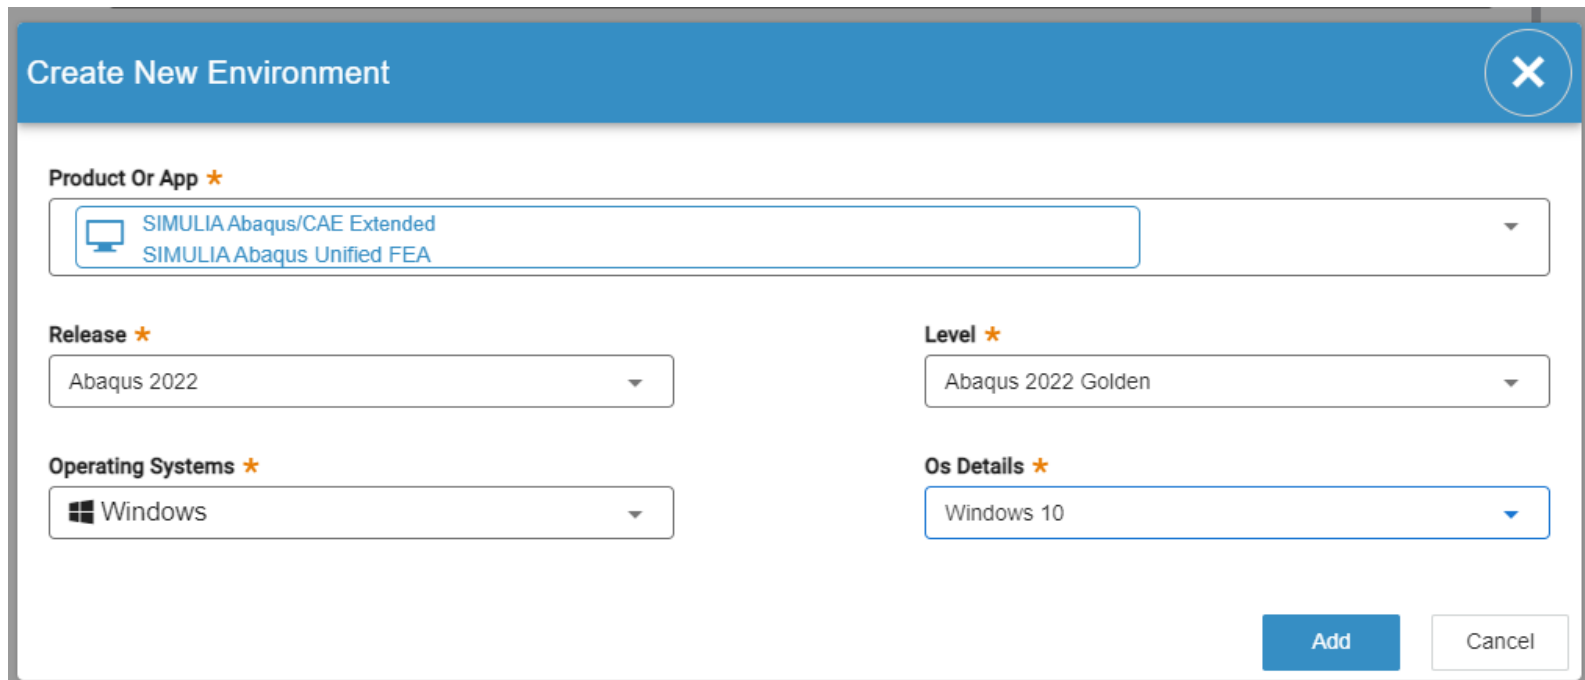 Create New Environment
Product Or App *
SIMULIA Abaqus/CAE Extended
SIMULIA Abaqus Unified FEA
Release *
Abaqus 2022
Level *
Abaqus 2022 Golden
Operating Systems *
Windows
Os Details *
Windows 10
Add
Cancel